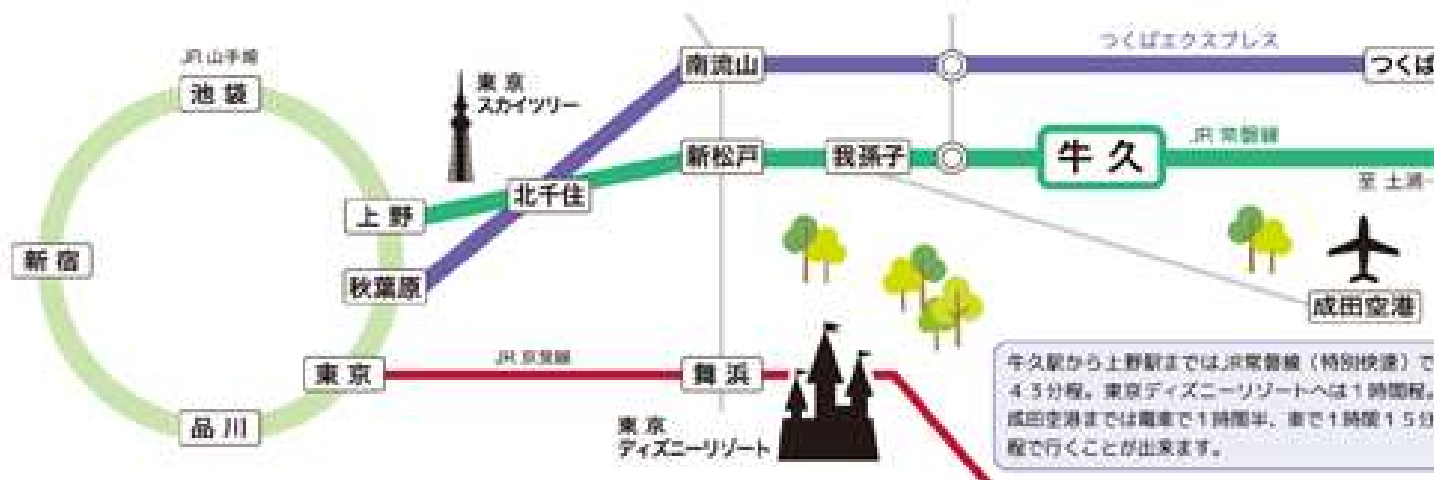 JR 山手線
池袋
新宿
上野
秋葉原
東京
品川
東京
スカイツリー
北千住
南流山
つくばエクスプレス
つくば
新松戸
我孫子
牛久
JR 常磐線
至 土浦
成田空港
JR 京葉線
舞浜
東京
ディズニーリゾート
牛久駅から上野駅まではJR常磐線（特別快速）で
45分程。東京ディズニーリゾートへは1時間程。
成田空港までは電車で1時間半、車で1時間15分
程で行くことが出来ます。